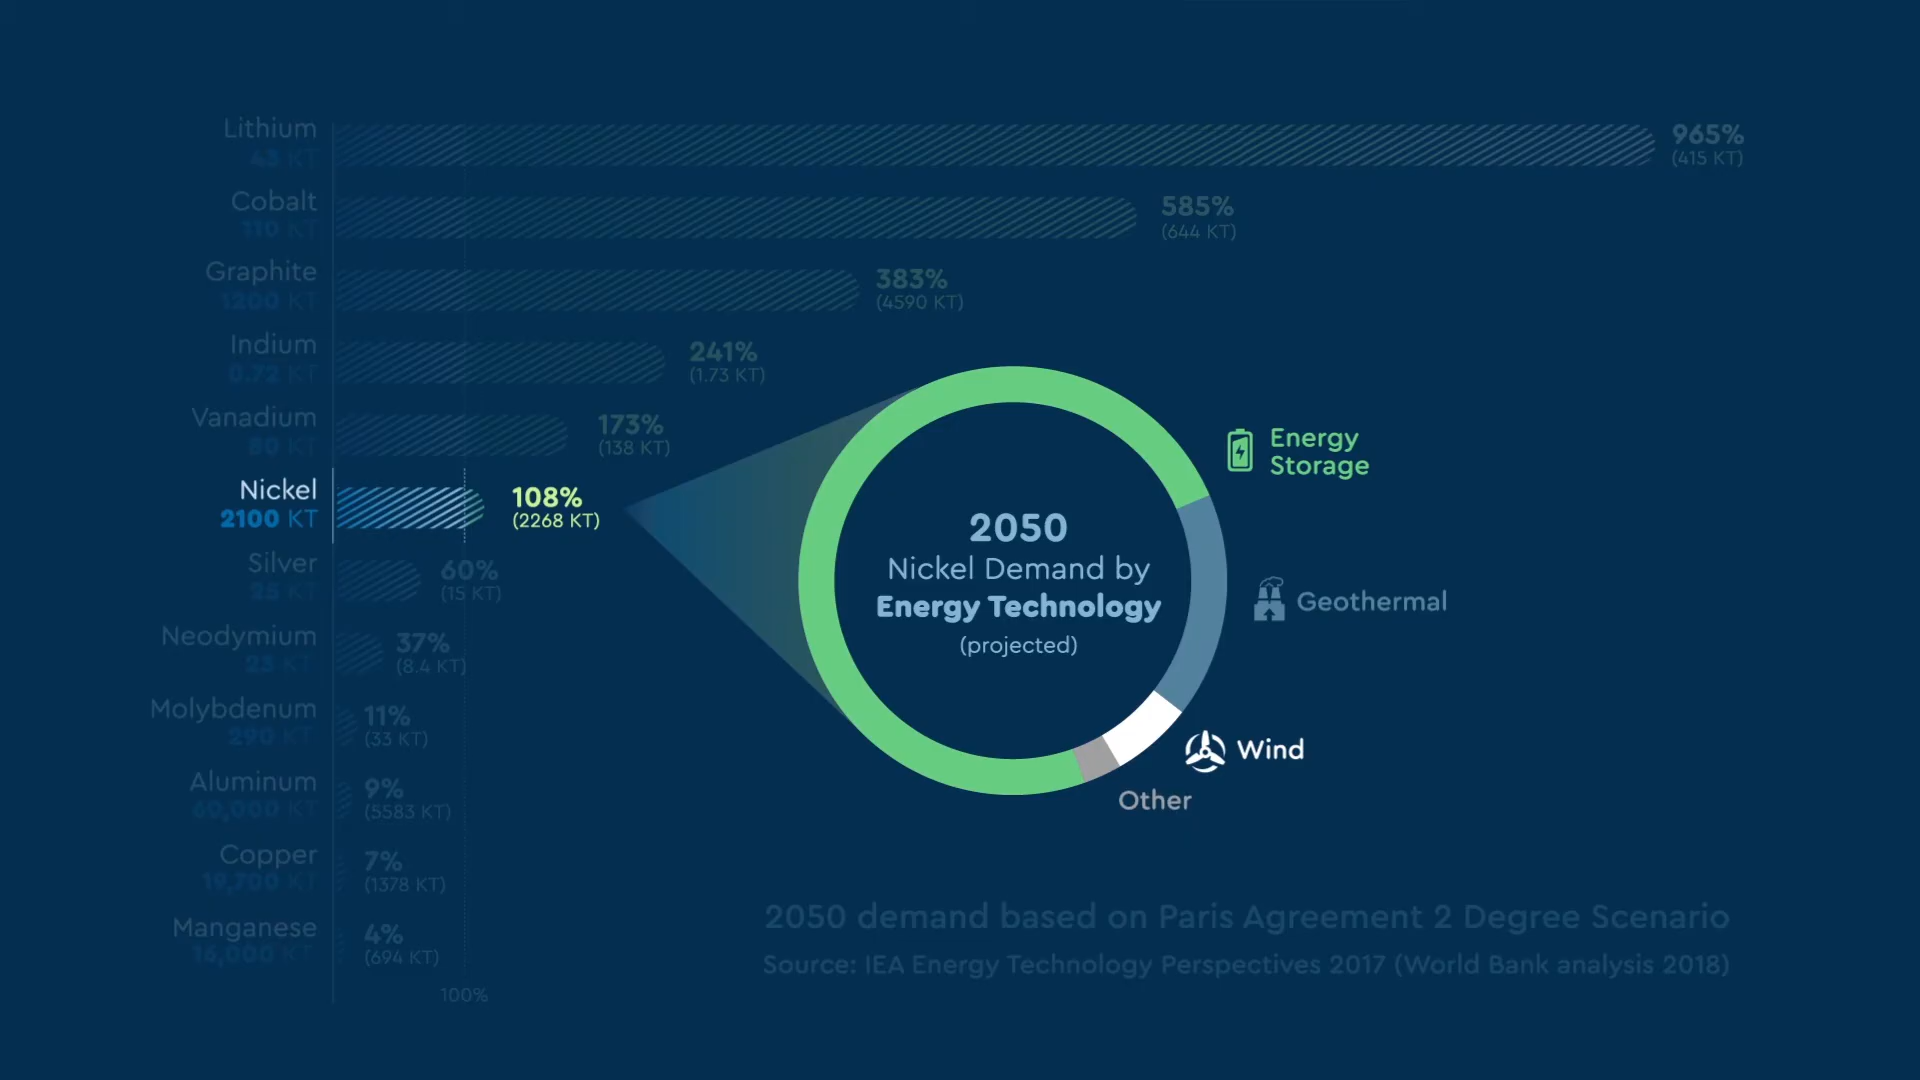 Lithium
43 KT
965%
(415 KT)
Cobalt
110 KT
585%
(644 KT)
Graphite
1200 KT
383%
(4590 KT)
Indium
0.72 KT
241%
(1.73 KT)
Vanadium
80 KT
173%
(138 KT)
Nickel
2100 KT
108%
(2268 KT)
Silver
25 KT
60%
(15 KT)
Neodymium
23 KT
37%
(8.4 KT)
Molybdenum
290 KT
11%
(33 KT)
Aluminum
60,000 KT
9%
(5583 KT)
Copper
19,700 KT
7%
(1378 KT)
Manganese
16,000 KT
4%
(694 KT)
100%
2050
Nickel Demand by
Energy Technology
(projected)
Energy
Storage
Geothermal
Wind
Other
2050 demand based on Paris Agreement 2 Degree Scenario
Source: IEA Energy Technology Perspectives 2017 (World Bank analysis 2018)